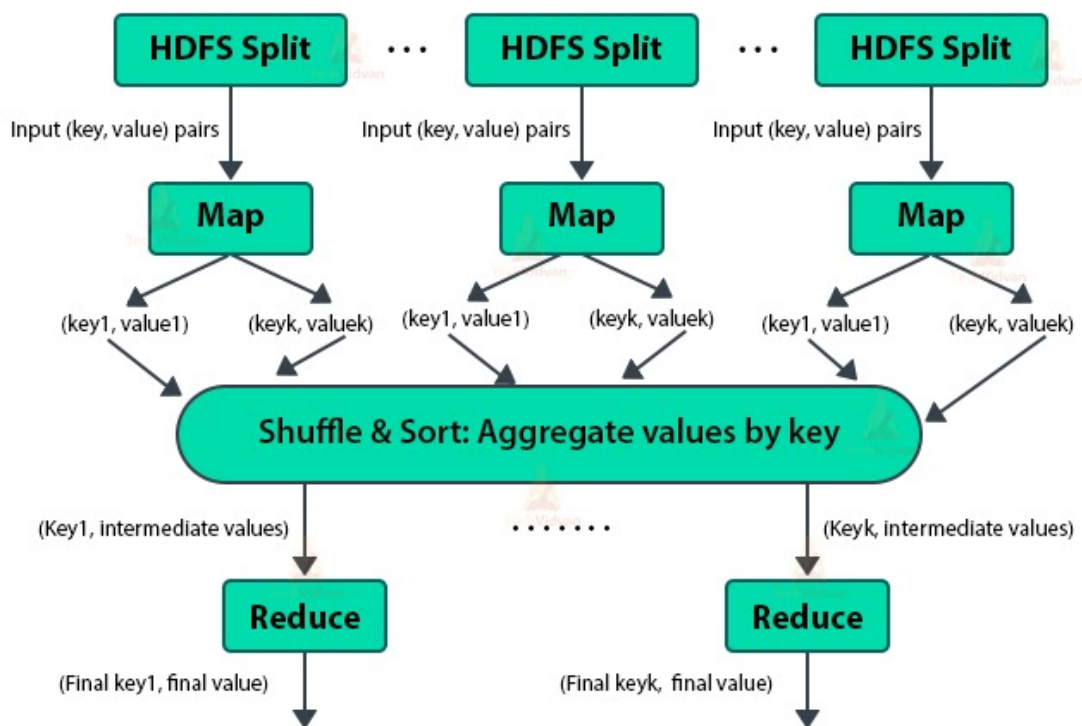 HDFS Split ... HDFS Split ... HDFS Split
Input (key, value) pairs Input (key, value) pairs Input (key, value) pairs
Map Map Map
(key1, value1) (keyk, valuek) (key1, value1) (keyk, valuek) (key1, value1) (keyk, valuek)
Shuffle & Sort: Aggregate values by key
(Key1, intermediate values) ....... (Keyk, intermediate values)
Reduce Reduce
(Final key1, final value) (Final keyk, final value)